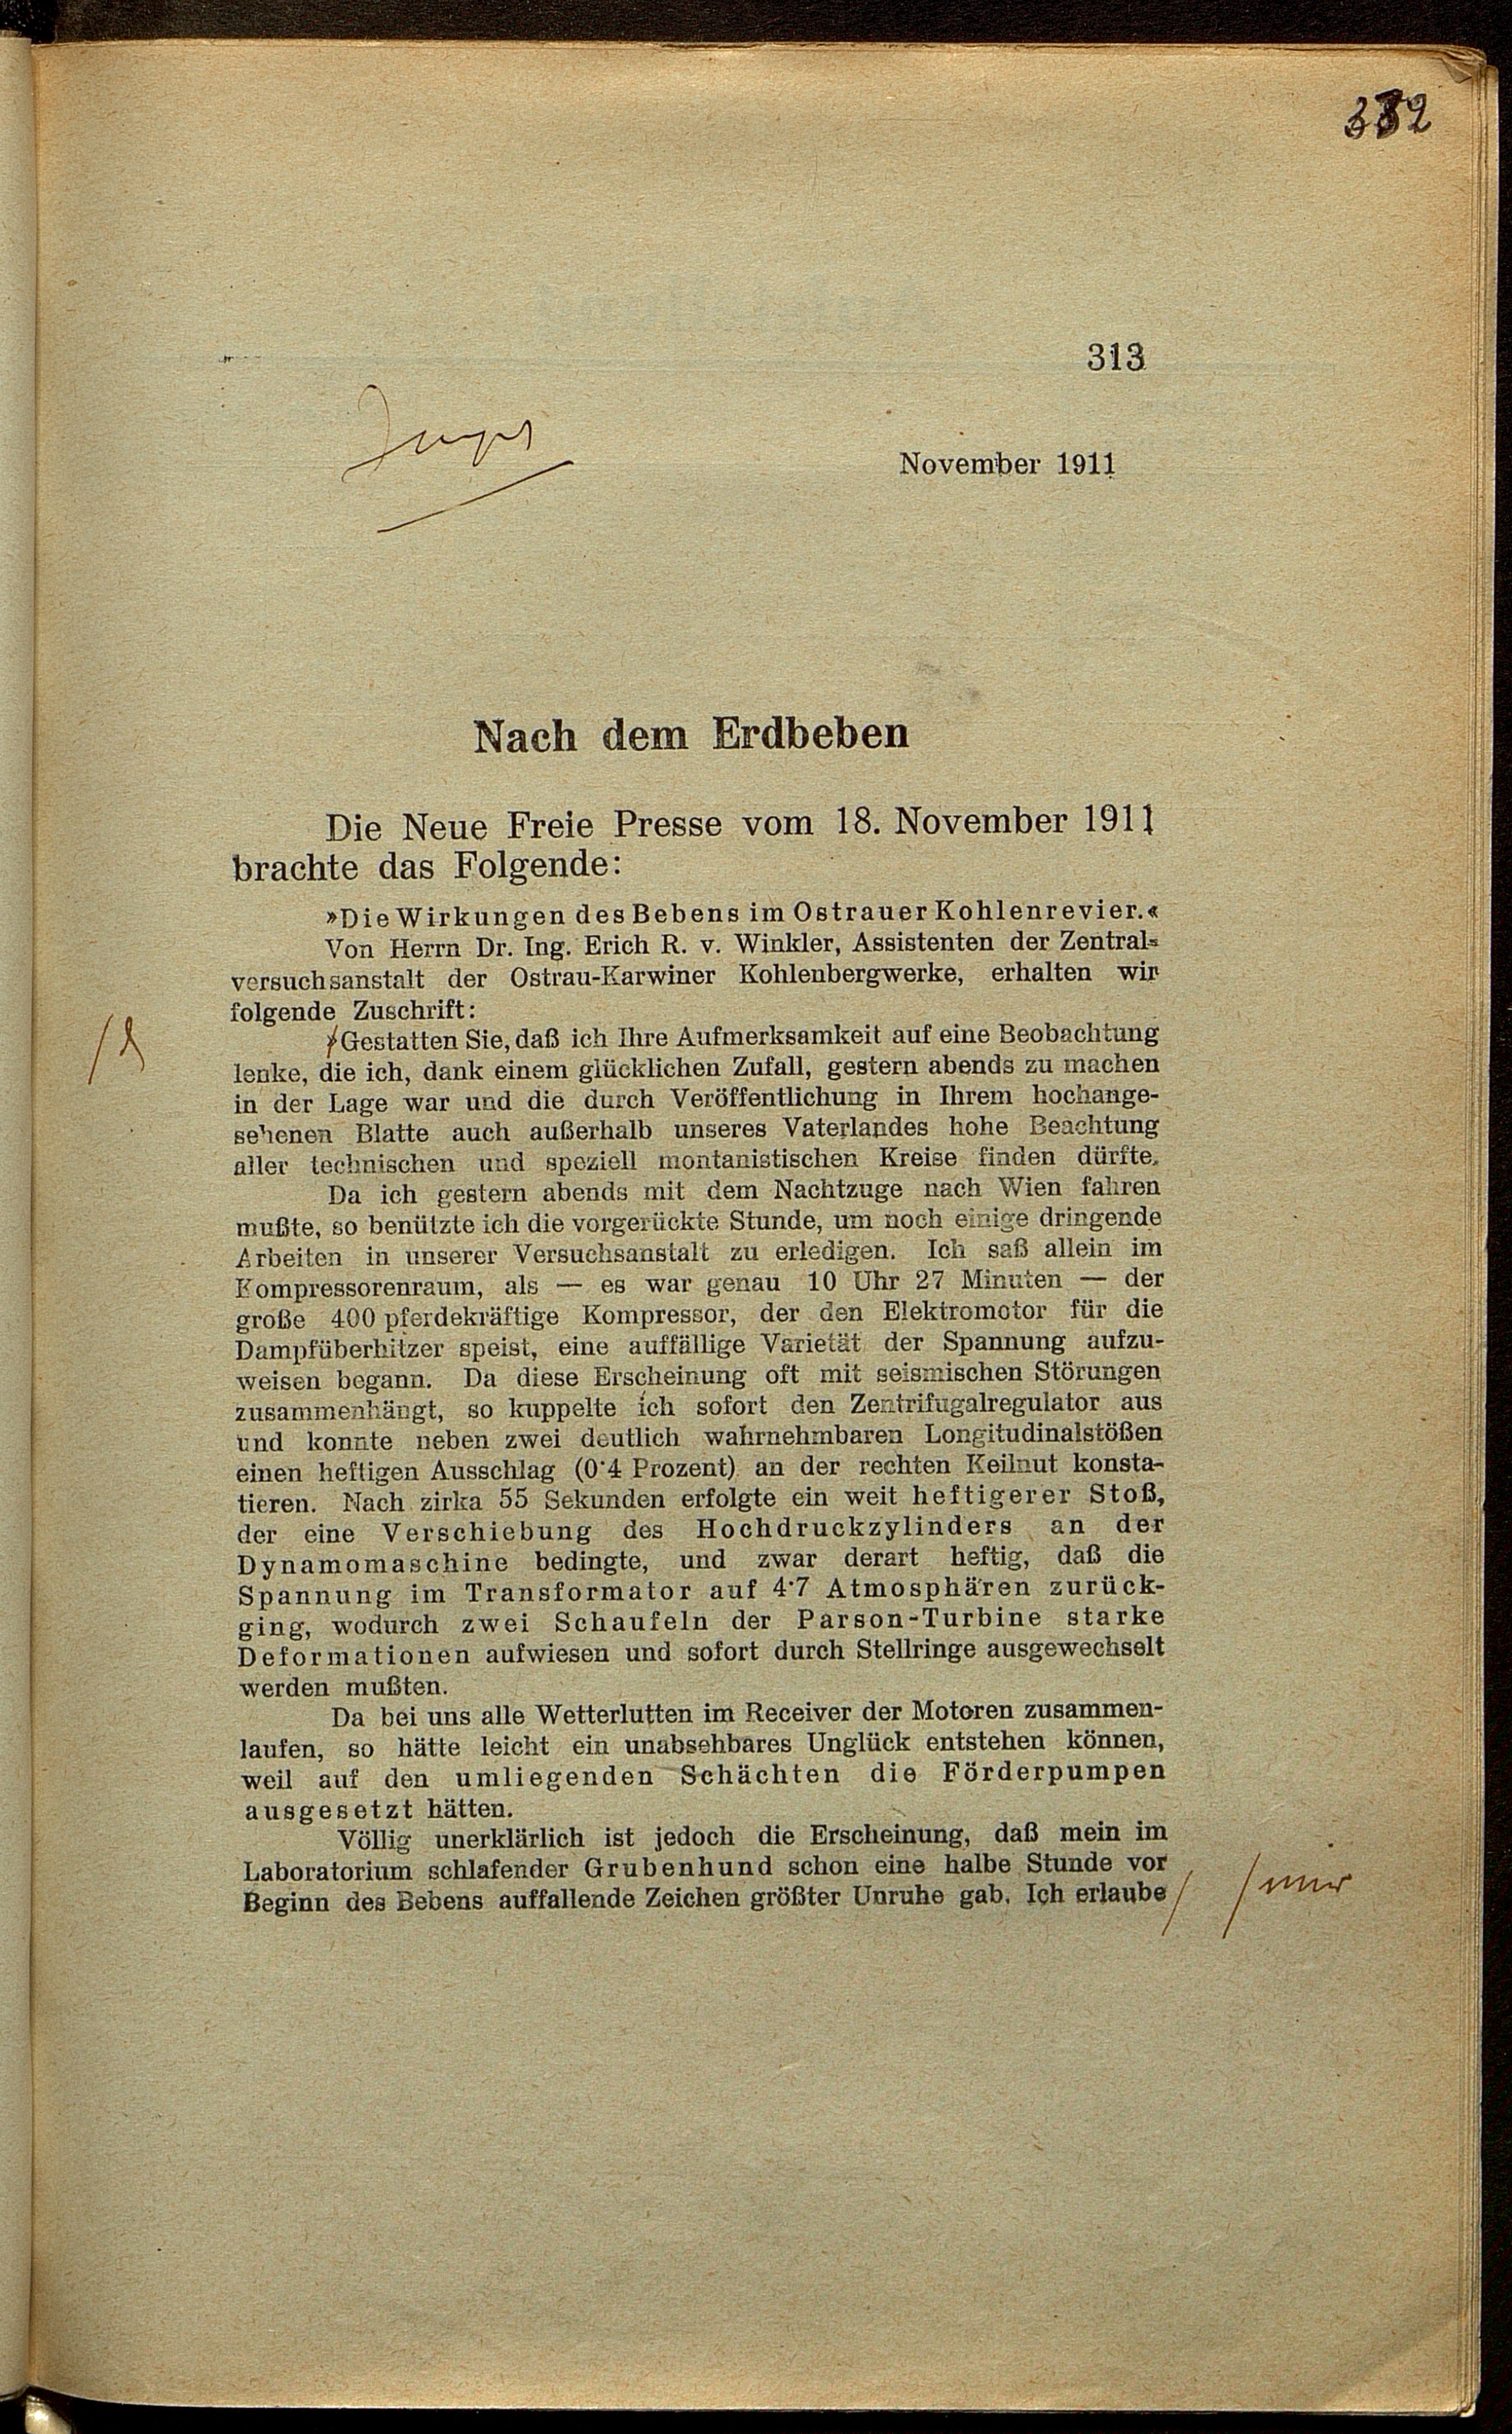 382
313
November 1911
Nach dem Erdbeben
Die Neue Freie Presse vom 18. November 1911
brachte das Folgende:
»Die Wirkungen des Bebens im Ostrauer Kohlenrevier.«
Von Herrn Dr. Ing. Erich R. v. Winkler, Assistenten der Zentral-
versuchsanstalt der Ostrau-Karwiner Kohlenbergwerke, erhalten wir
folgende Zuschrift:
Gestatten Sie, daß ich Ihre Aufmerksamkeit auf eine Beobachtung
lenke, die ich, dank einem glücklichen Zufall, gestern abends zu machen
in der Lage war und die durch Veröffentlichung in Ihrem hochange-
sehenen Blatte auch außerhalb unseres Vaterlandes hohe Beachtung
aller technischen und speziell montanistischen Kreise finden dürfte.
Da ich gestern abends mit dem Nachtzuge nach Wien fahren
mußte, so benützte ich die vorgerückte Stunde, um noch einige dringende
Arbeiten in unserer Versuchsanstalt zu erledigen. Ich saß allein im
Kompressorenraum, als — es war genau 10 Uhr 27 Minuten — der
große 400 pferdekräftige Kompressor, der den Elektromotor für die
Dampfüberhitzer speist, eine auffällige Varietät der Spannung aufzu-
weisen begann. Da diese Erscheinung oft mit seismischen Störungen
zusammenhängt, so kuppelte ich sofort den Zentrifugalregulator aus
und konnte neben zwei deutlich wahrnehmbaren Longitudinalstößen
einen heftigen Ausschlag (0·4 Prozent) an der rechten Keilnut konsta-
tieren. Nach zirka 55 Sekunden erfolgte ein weit heftigerer Stoß,
der eine Verschiebung des Hochdruckzylinders an der
Dynamomaschine bedingte, und zwar derart heftig, daß die
Spannung im Transformator auf 4·7 Atmosphären zurück-
ging, wodurch zwei Schaufeln der Parson-Turbine starke
Deformationen aufwiesen und sofort durch Stellringe ausgewechselt
werden mußten.
Da bei uns alle Wetterlutten im Receiver der Motoren zusammen-
laufen, so hätte leicht ein unabsehbares Unglück entstehen können,
weil auf den umliegenden Schächten die Förderpumpen
ausgesetzt hätten.
Völlig unerklärlich ist jedoch die Erscheinung, daß mein im
Laboratorium schlafender Grubenhund schon eine halbe Stunde vor
Beginn des Bebens auffallende Zeichen größter Unruhe gab. Ich erlaube mir